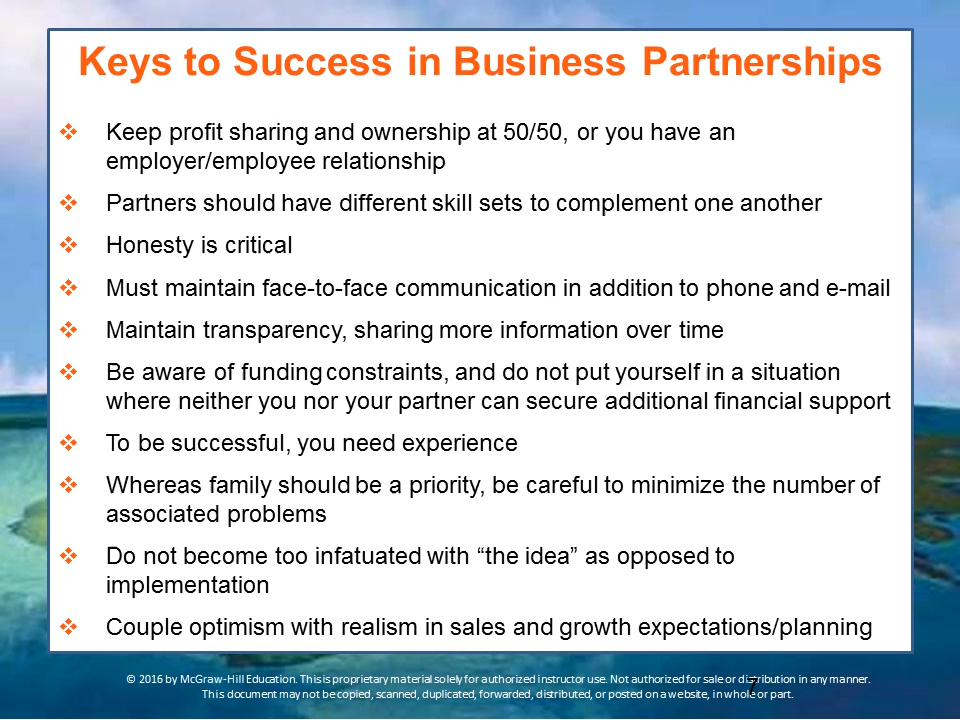 Keys to Success in Business Partnerships
Keep profit sharing and ownership at 50/50, or you have an
employer/employee relationship
Partners should have different skill sets to complement one another
Honesty is critical
Must maintain face-to-face communication in addition to phone and e-mail
Maintain transparency, sharing more information over time
Be aware of funding constraints, and do not put yourself in a situation
where neither you nor your partner can secure additional financial support
To be successful, you need experience
Whereas family should be a priority, be careful to minimize the number of
associated problems
Do not become too infatuated with “the idea” as opposed to
implementation
Couple optimism with realism in sales and growth expectations/planning
© 2016 by McGraw-Hill Education. This is proprietary material solely for authorized instructor use. Not authorized for sale or distribution in any manner.
This document may not be copied, scanned, duplicated, forwarded, distributed, or posted on a website, in whole or part.
7